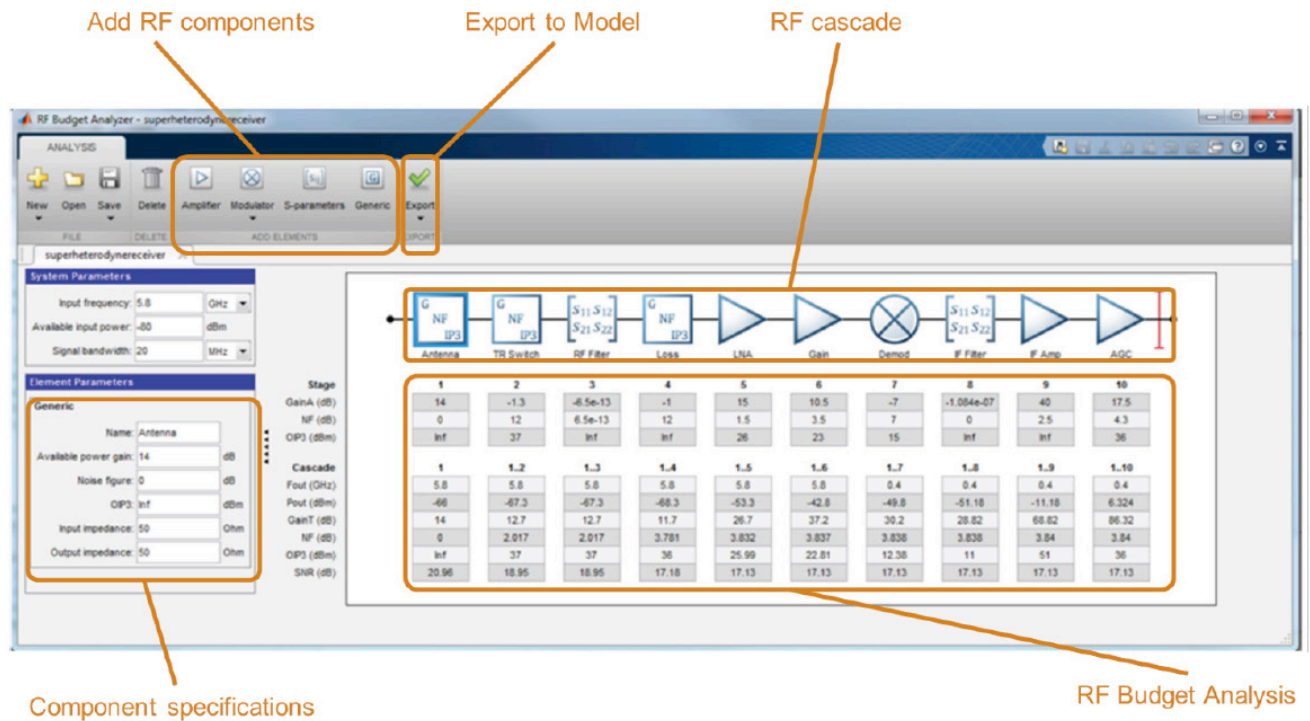 Add RF components
Export to Model
RF cascade
RF Budget Analyzer - superheterodynereceiver
ANALYSIS
New
Open
Save
Delete
Amplifier
Modulator
S-parameters
Generic
Export
FILE
DELETE
ADD ELEMENTS
EXPORT
superheterodynereceiver
System Parameters
Input frequency: 5.8 GHz
Available input power: -80 dBm
Signal bandwidth: 20 MHz
Element Parameters
Generic
Name: Antenna
Available power gain: 14 dB
Noise figure: 0 dB
OIP3: Inf dBm
Input impedance: 50 Ohm
Output impedance: 50 Ohm
G NF IP3 G NF IP3 S11 S12 S21 S22 G NF IP3 S11 S12 S21 S22
Antenna TR Switch RF Filter Loss LNA Gain Demod IF Filter IF Amp AGC
Stage 1 2 3 4 5 6 7 8 9 10
GainA (dB) 14 -1.3 -6.5e-13 -1 15 10.5 -7 -1.084e-07 40 17.5
NF (dB) 0 12 6.5e-13 12 1.5 3.5 7 0 2.5 4.3
OIP3 (dBm) Inf 37 Inf Inf 26 23 15 Inf Inf 36
Cascade 1 1..2 1..3 1..4 1..5 1..6 1..7 1..8 1..9 1..10
Fout (GHz) 5.8 5.8 5.8 5.8 5.8 5.8 0.4 0.4 0.4 0.4
Pout (dBm) -66 -67.3 -67.3 -68.3 -53.3 -42.8 -49.8 -51.18 -11.18 6.324
GainT (dB) 14 12.7 12.7 11.7 26.7 37.2 30.2 28.82 68.82 86.32
NF (dB) 0 2.017 2.017 3.781 3.832 3.837 3.838 3.838 3.84 3.84
OIP3 (dBm) Inf 37 37 36 25.99 22.81 12.38 11 51 36
SNR (dB) 20.96 18.95 18.95 17.18 17.13 17.13 17.13 17.13 17.13 17.13
Component specifications
RF Budget Analysis